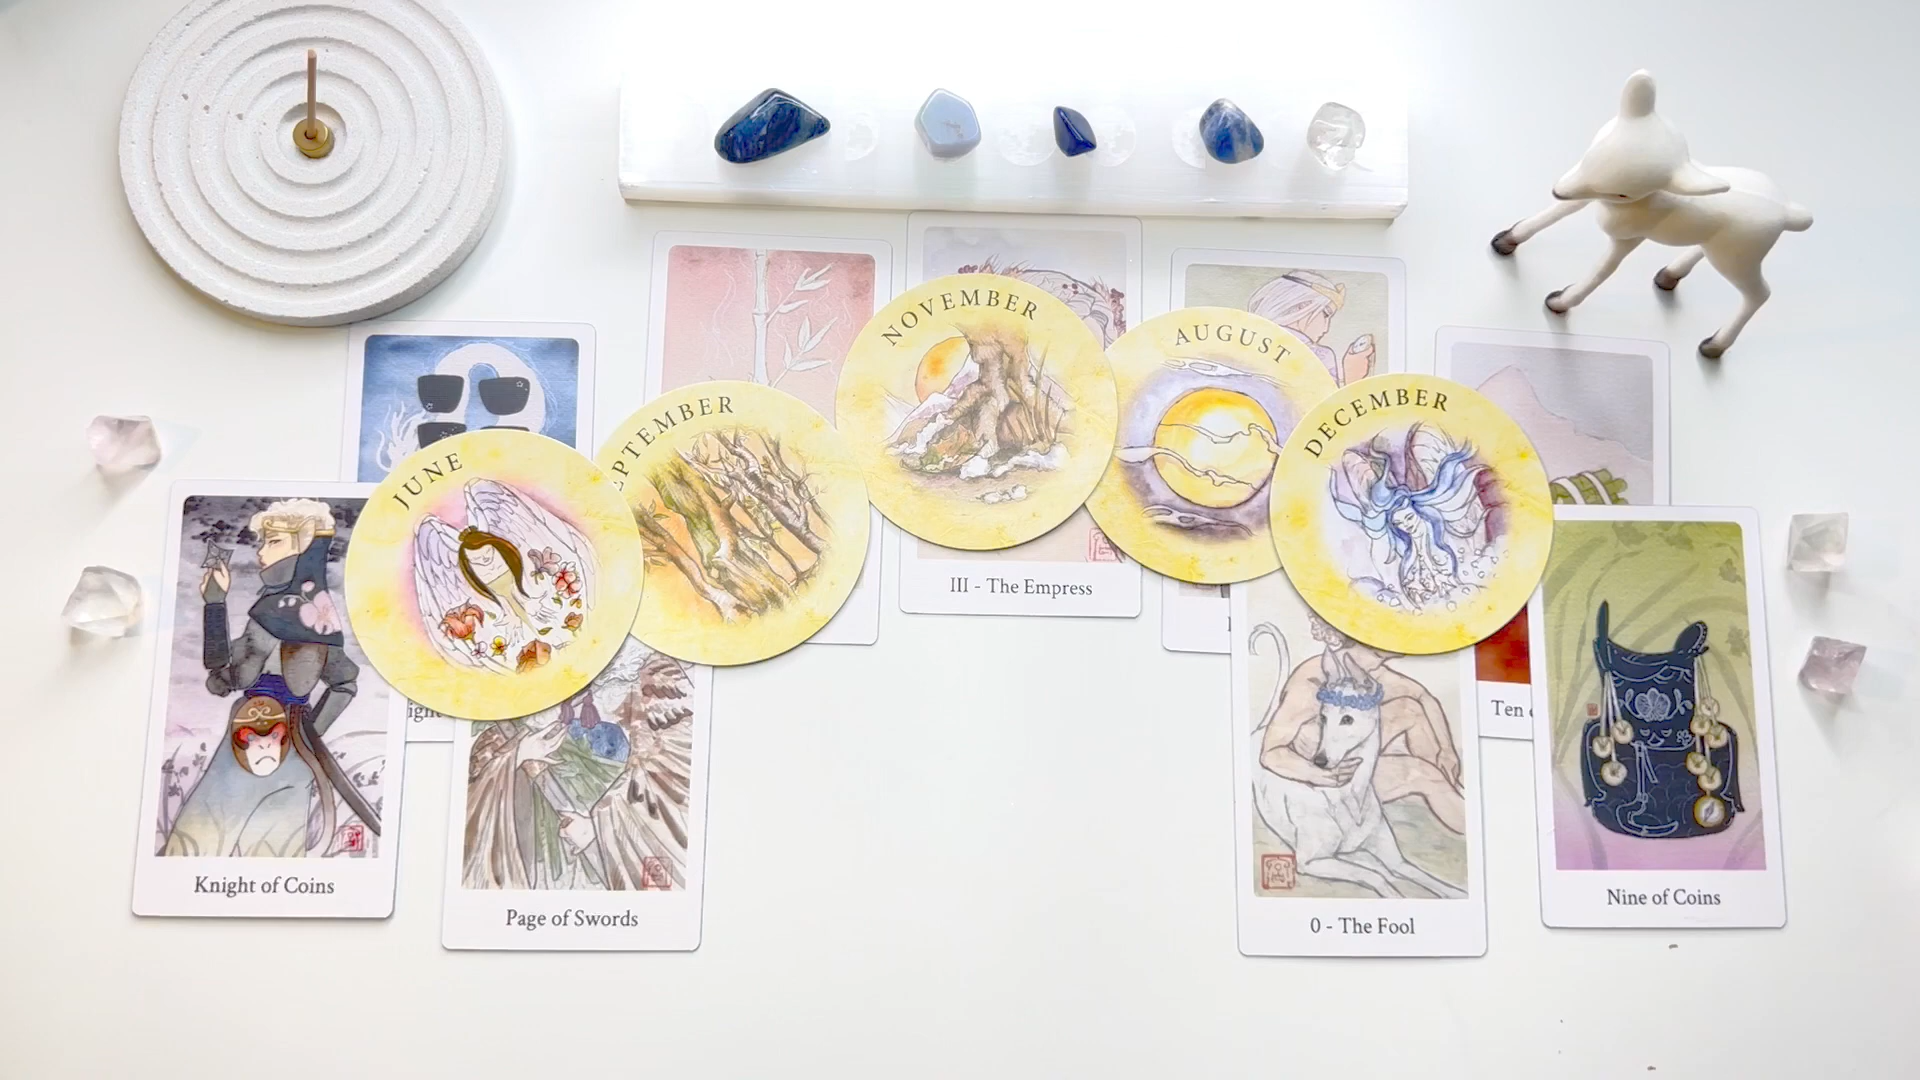 NOVEMBER
AUGUST
DECEMBER
JUNE
EPTEMBER
III - The Empress
Ten
Knight of Coins
Page of Swords
0 - The Fool
Nine of Coins